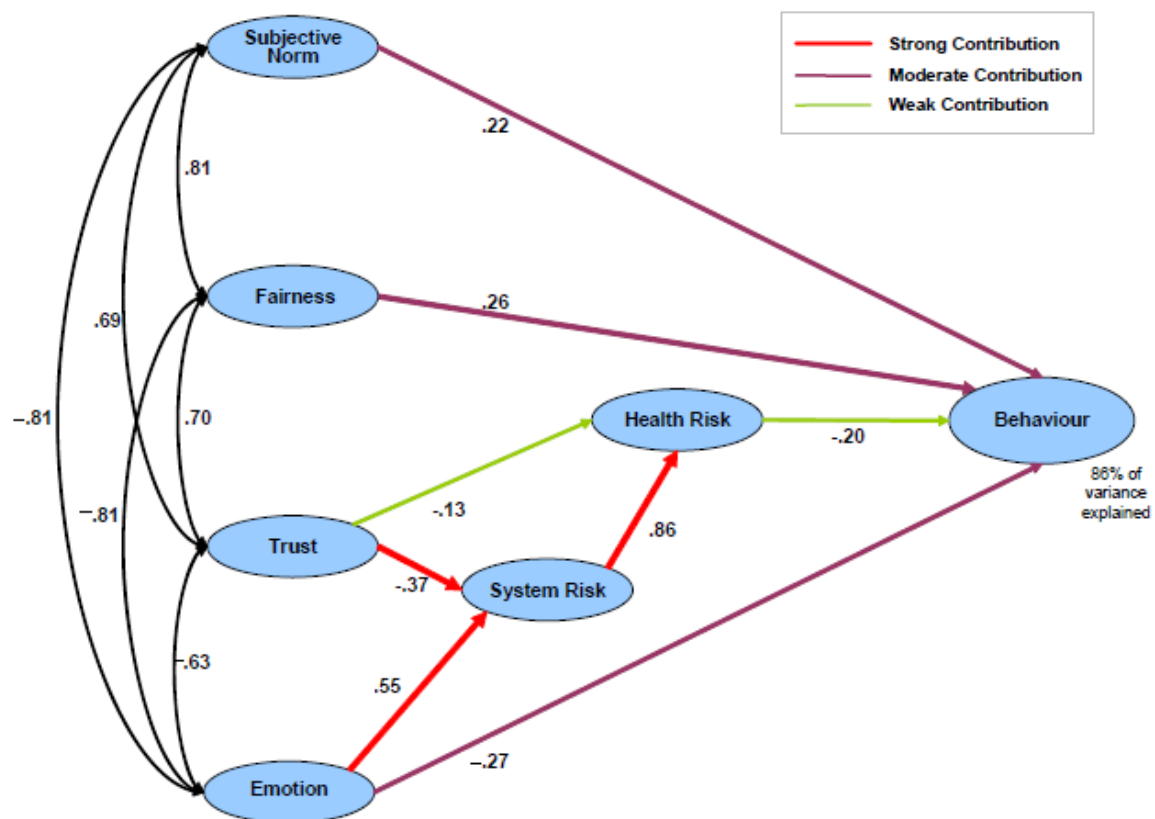 Subjective
Norm
Strong Contribution
Moderate Contribution
Weak Contribution
.22
.81
Fairness
.26
.69
–.81
.70
Health Risk
-.20
Behaviour
86% of
variance
explained
–.81
-.13
.86
Trust
-.37
System Risk
–.63
.55
–.27
Emotion